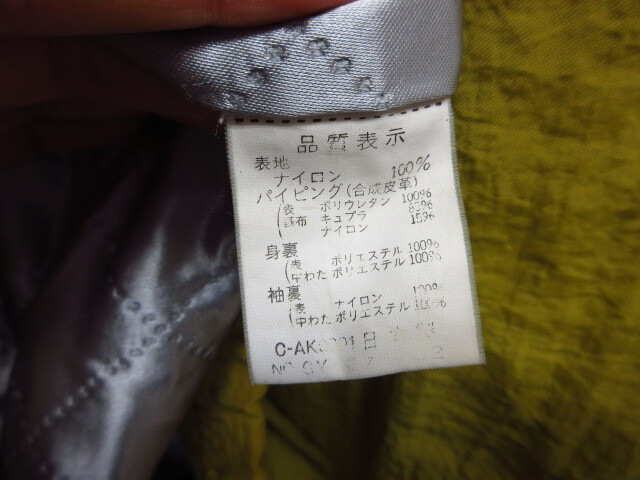 品質表示
表地
ナイロン 100%
パイピング(合成皮革)
(表 ポリウレタン 100%
基布 キュプラ 85%
ナイロン 15%
身裏
(表 ポリエステル 100%
中わた ポリエステル 100%
袖裏
(表 ナイロン 100%
中わた ポリエステル 100%